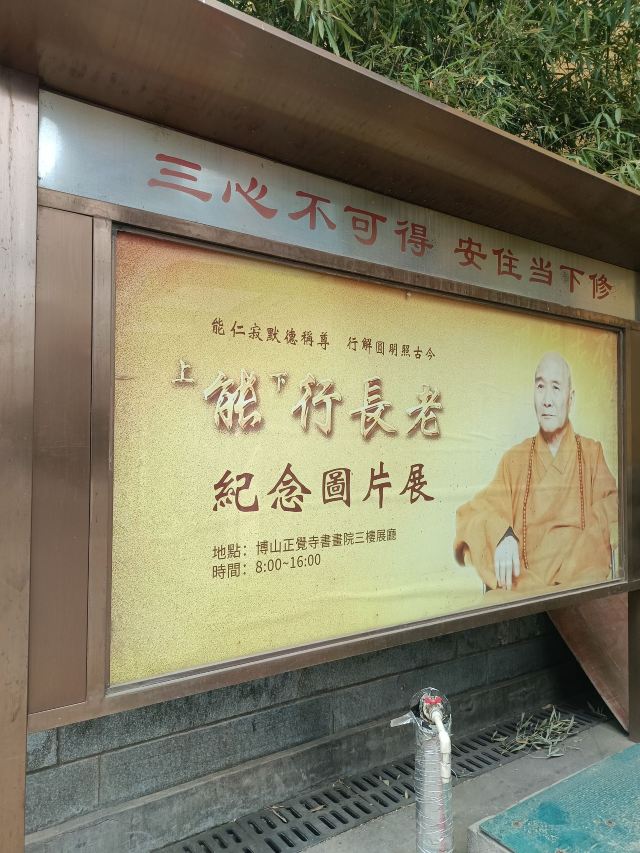 三心不可得 安住当下修
能仁寂默德稱尊 行解圓明照古今
上能下行長老
紀念圖片展
地點：博山正覺寺書畫院三樓展廳
時間：8:00~16:00